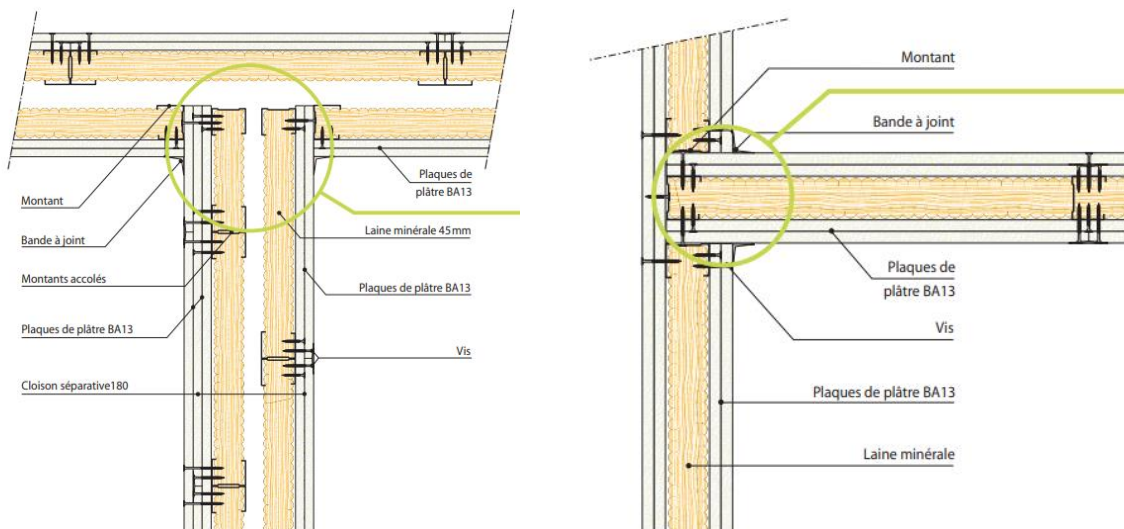 Montant
Bande à joint
Montants accolés
Plaques de plâtre BA13
Cloison séparative180
Plaques de
plâtre BA13
Laine minérale 45mm
Plaques de plâtre BA13
Vis
Montant
Bande à joint
Plaques de
plâtre BA13
Vis
Plaques de plâtre BA13
Laine minérale